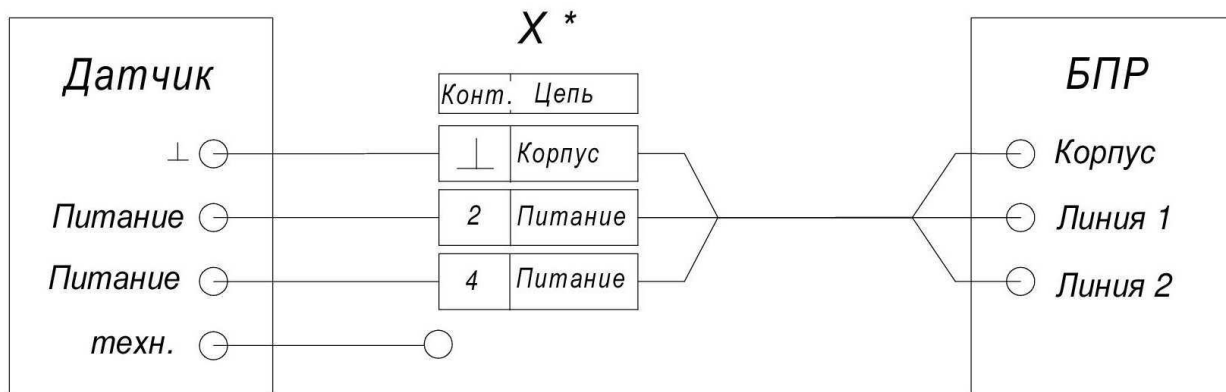 X *
Датчик
БПР
Конт. Цепь
⊥
⊥ Корпус
Корпус
Питание
2 Питание
Линия 1
Питание
4 Питание
Линия 2
техн.